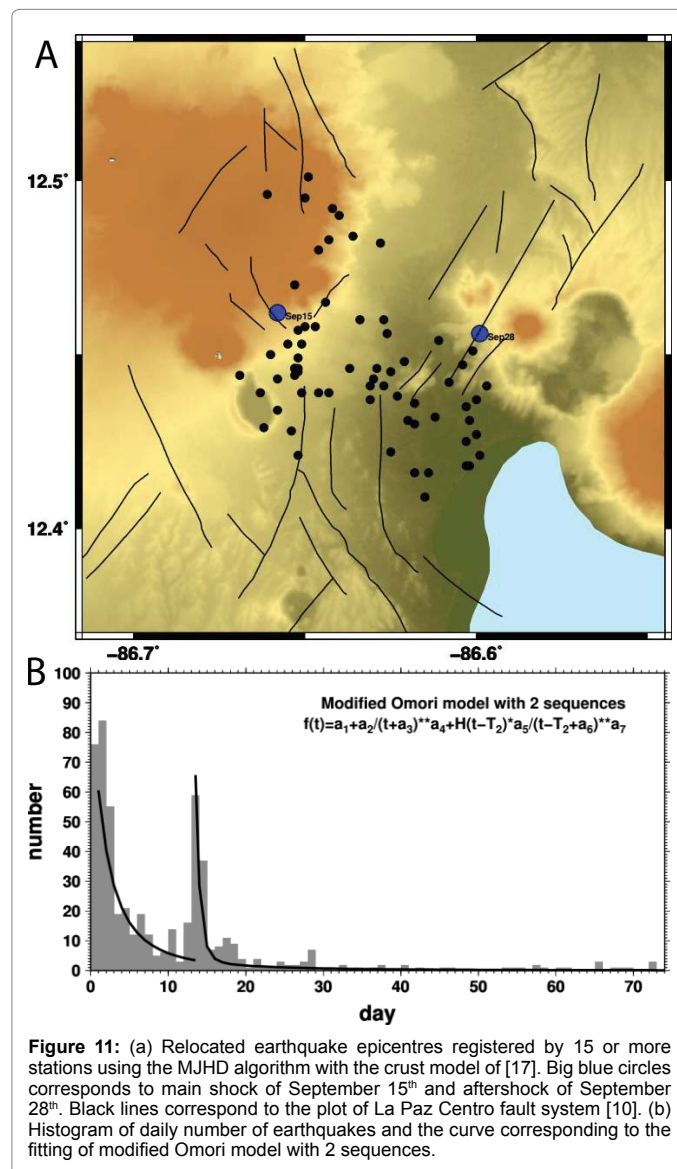 A
12.5°
Sep15
Sep28
12.4°
−86.7°
−86.6°
B
100
90
80
70
60
50
40
30
20
10
0
number
Modified Omori model with 2 sequences
f(t)=a₁+a₂/(t+a₃)**a₄+H(t−T₂)*a₅/(t−T₂+a₆)**a₇
0 10 20 30 40 50 60 70
day
Figure 11: (a) Relocated earthquake epicentres registered by 15 or more
stations using the MJHD algorithm with the crust model of [17]. Big blue circles
corresponds to main shock of September 15th and aftershock of September
28th. Black lines correspond to the plot of La Paz Centro fault system [10]. (b)
Histogram of daily number of earthquakes and the curve corresponding to the
fitting of modified Omori model with 2 sequences.